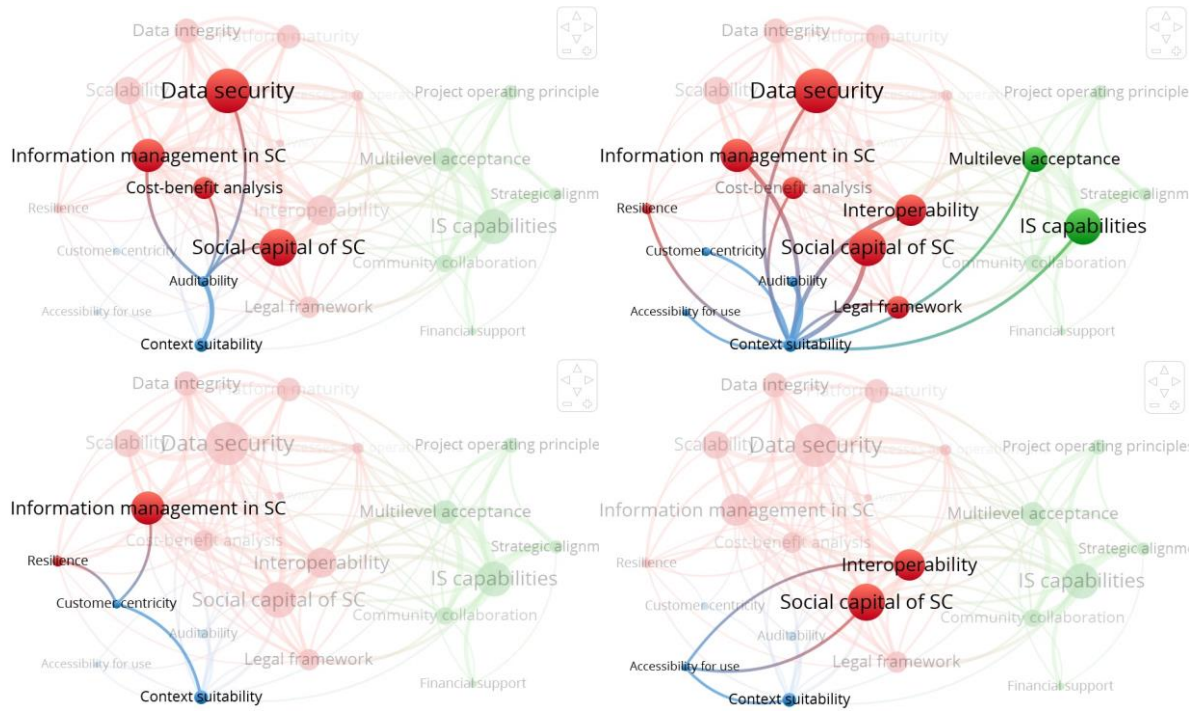 Data integrity
Platform maturity
Scalability
Data security
Project operating principle
Information management in SC
Multilevel acceptance
Cost-benefit analysis
Strategic alignm
Resilience
Interoperability
IS capabilities
Customer centricity
Social capital of SC
Community collaboration
Auditability
Accessibility for use
Legal framework
Financial support
Context suitability
Data integrity
Platform maturity
Scalability
Data security
Project operating principle
Information management in SC
Multilevel acceptance
Cost-benefit analysis
Strategic alignm
Resilience
Interoperability
IS capabilities
Customer centricity
Social capital of SC
Community collaboration
Auditability
Accessibility for use
Legal framework
Financial support
Context suitability
Data integrity
Platform maturity
Scalability
Data security
Project operating principle
Information management in SC
Multilevel acceptance
Cost-benefit analysis
Strategic alignm
Resilience
Interoperability
IS capabilities
Customer centricity
Social capital of SC
Community collaboration
Auditability
Accessibility for use
Legal framework
Financial support
Context suitability
Data integrity
Platform maturity
Scalability
Data security
Project operating principles
Information management in SC
Multilevel acceptance
Cost-benefit analysis
Strategic alignm
Resilience
Interoperability
IS capabilities
Customer centricity
Social capital of SC
Community collaboration
Auditability
Accessibility for use
Legal framework
Financial support
Context suitability